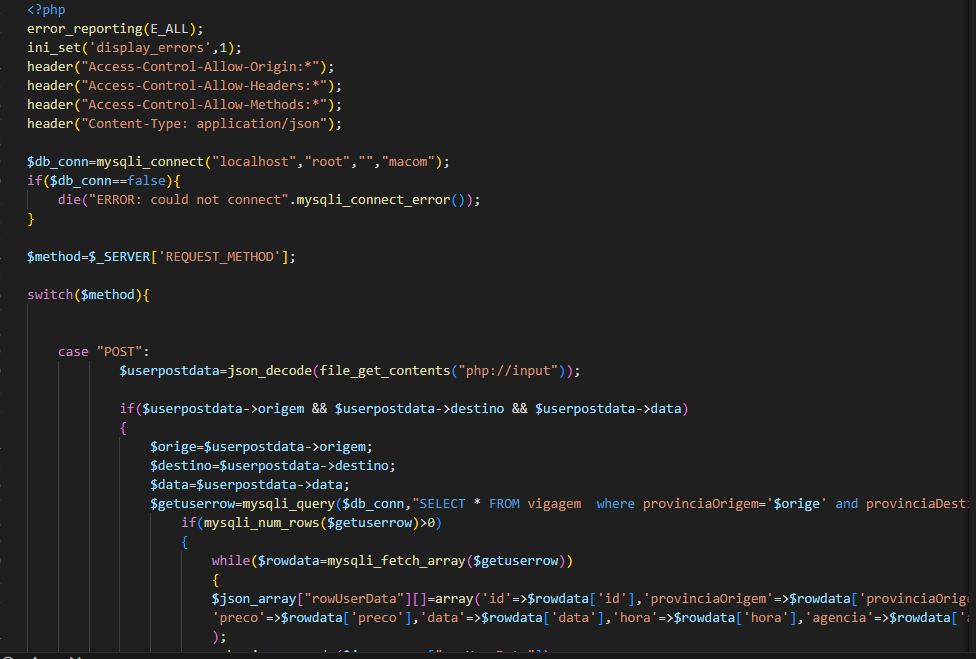 <?php
error_reporting(E_ALL);
ini_set('display_errors',1);
header("Access-Control-Allow-Origin:*");
header("Access-Control-Allow-Headers:*");
header("Access-Control-Allow-Methods:*");
header("Content-Type: application/json");
$db_conn=mysqli_connect("localhost","root","","macom");
if($db_conn==false){
die("ERROR: could not connect".mysqli_connect_error());
}
$method=$_SERVER['REQUEST_METHOD'];
switch($method){
case "POST":
$userpostdata=json_decode(file_get_contents("php://input"));
if($userpostdata->origem && $userpostdata->destino && $userpostdata->data)
{
$orige=$userpostdata->origem;
$destino=$userpostdata->destino;
$data=$userpostdata->data;
$getuserrow=mysqli_query($db_conn,"SELECT * FROM vigagem  where provinciaOrigem='$orige' and provinciaDest
if(mysqli_num_rows($getuserrow)>0)
{
while($rowdata=mysqli_fetch_array($getuserrow))
{
$json_array["rowUserData"][]=array('id'=>$rowdata['id'],'provinciaOrigem'=>$rowdata['provinciaOrige
'preco'=>$rowdata['preco'],'data'=>$rowdata['data'],'hora'=>$rowdata['hora'],'agencia'=>$rowdata['a
);